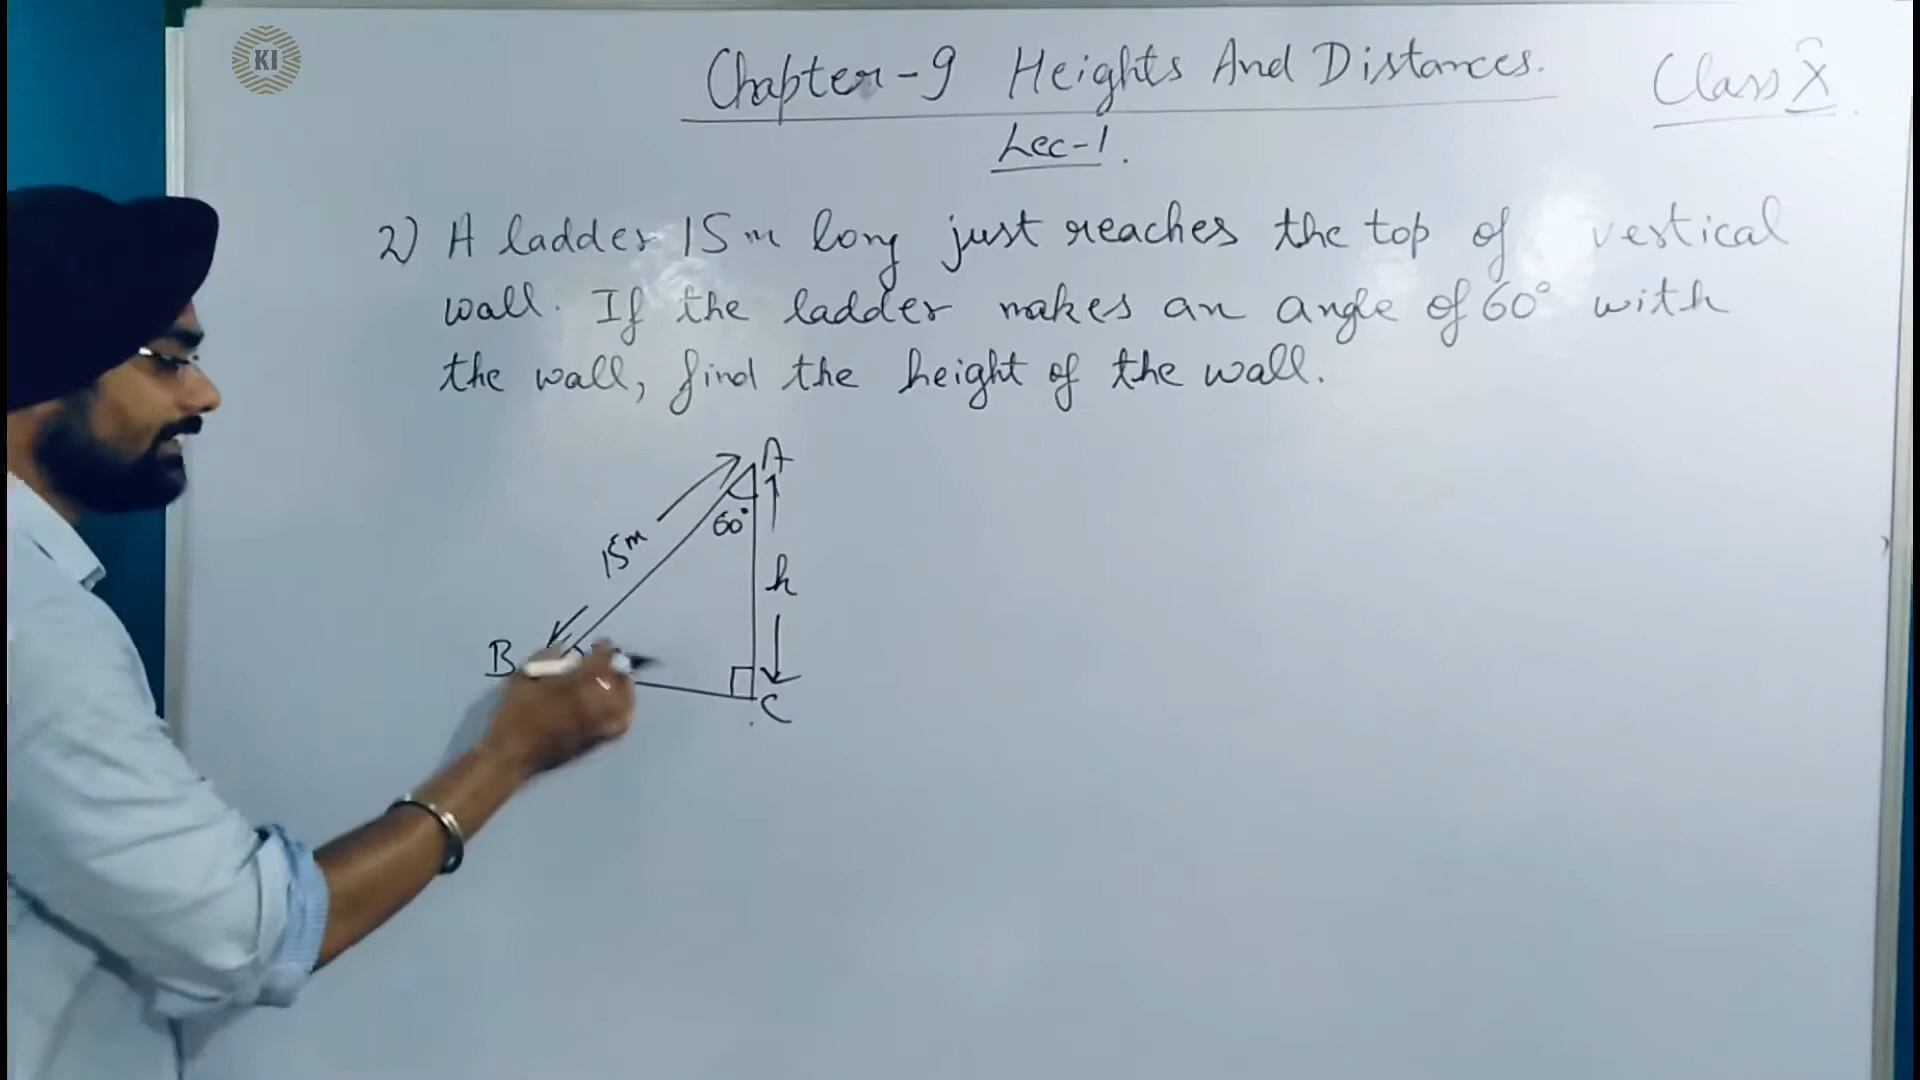 KI
Chapter-9 Heights And Distances.
Class X
Lec-1.
2) A ladder 15m long just reaches the top of vertical
wall. If the ladder makes an angle of 60° with
the wall, find the height of the wall.
A
60°
15m
h
B
C